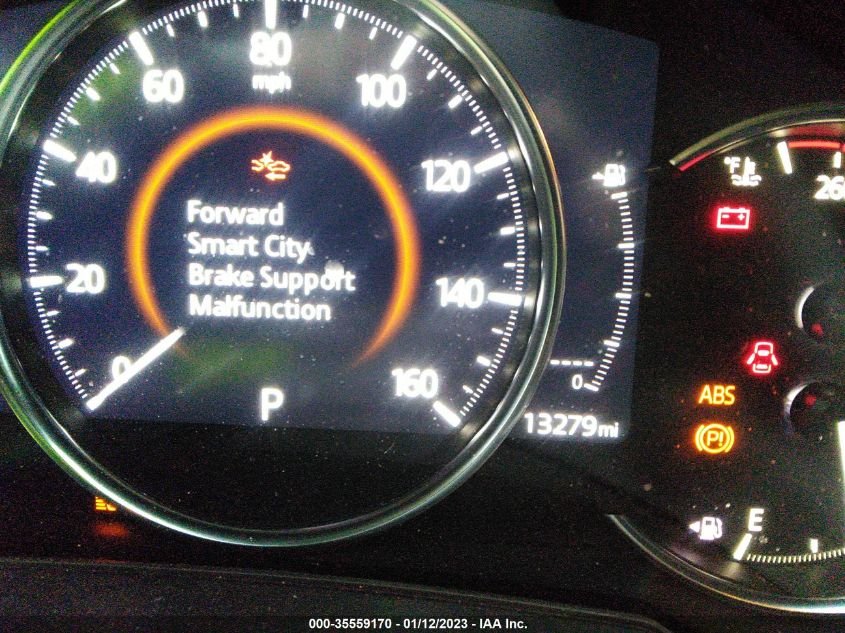 80
mph
60
100
40
120
20
140
0
160
Forward
Smart City
Brake Support
Malfunction
P
0
13279 mi
°F
260
ABS
(P!)
E
000-35559170 - 01/12/2023 - IAA Inc.